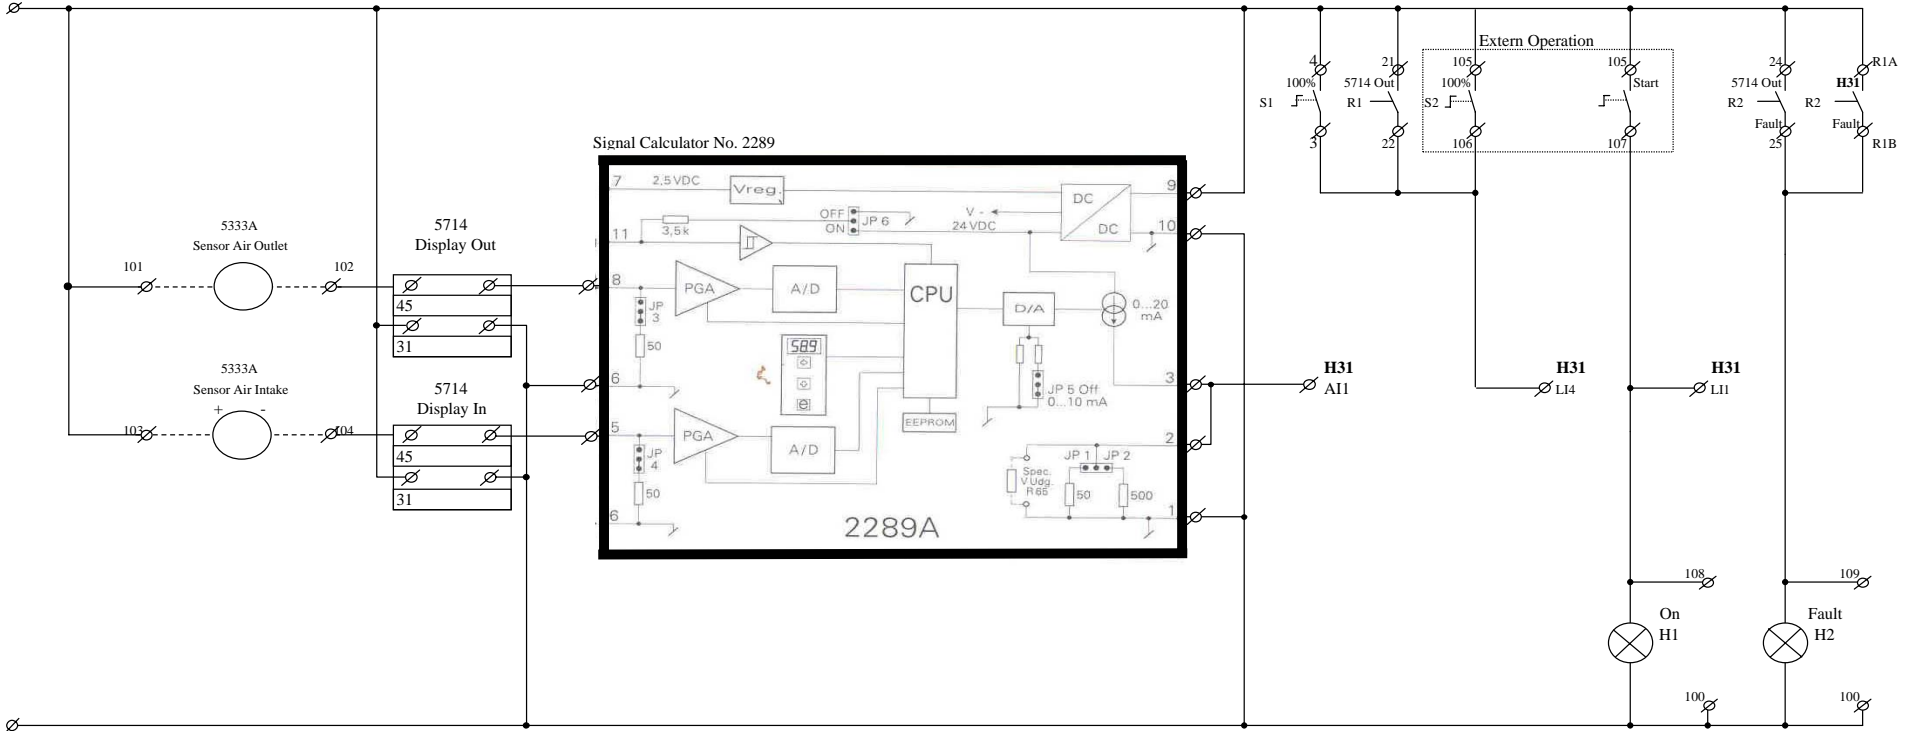 Extern Operation
4
21
105
105
24
R1A
100%
5714 Out
100%
Start
5714 Out
H31
S1
R1
S2
R2
R2
Fault
Fault
3
22
106
107
25
R1B
Signal Calculator No. 2289
7
2,5 VDC
Vreg.
DC
DC
9
OFF
ON
JP 6
V -
24 VDC
10
3,5k
11
5333A
Sensor Air Outlet
5714
Display Out
101
102
45
31
8
PGA
A/D
CPU
JP
3
50
D/A
0...20
mA
58.9
6
3
H31
AI1
H31
LI4
H31
LI1
JP 5 Off
0...10 mA
e
EEPROM
5333A
Sensor Air Intake
+ -
5714
Display In
103
104
45
31
5
PGA
A/D
JP
4
50
2
JP 1
JP 2
Spec.
V Udg.
R 65
50
500
6
1
2289A
108
109
On
H1
Fault
H2
100
100